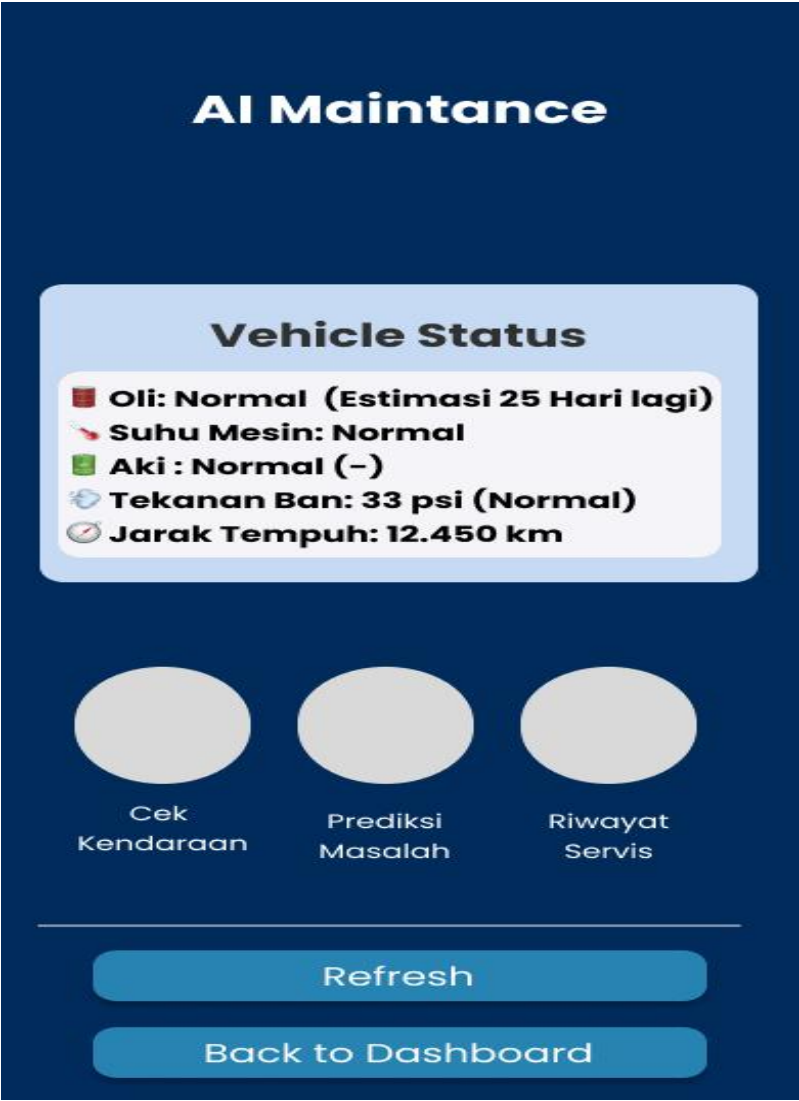 AI Maintance
Vehicle Status
Oli: Normal (Estimasi 25 Hari lagi)
Suhu Mesin: Normal
Aki : Normal (-)
Tekanan Ban: 33 psi (Normal)
Jarak Tempuh: 12.450 km
Cek
Kendaraan
Prediksi
Masalah
Riwayat
Servis
Refresh
Back to Dashboard